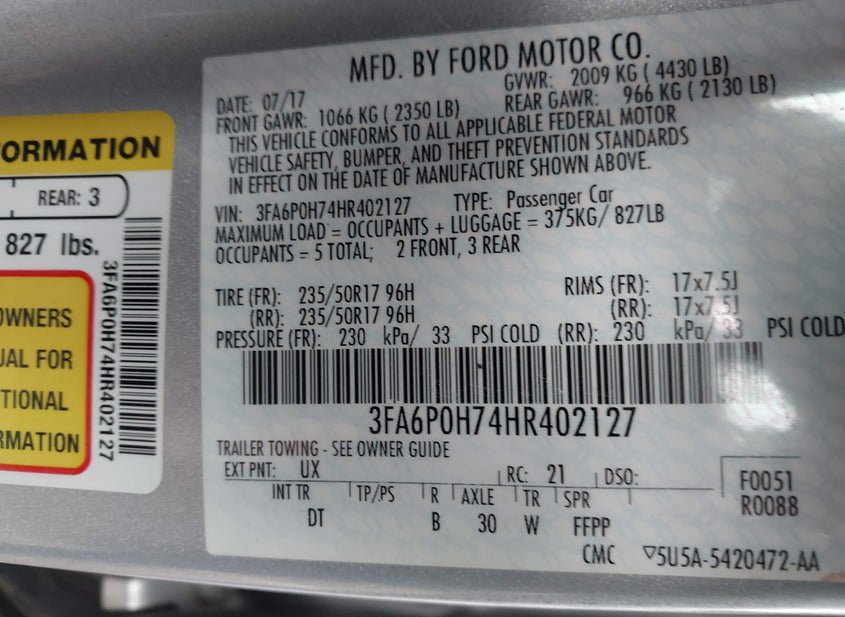 MFD. BY FORD MOTOR CO.
DATE: 07/17 GVWR: 2009 KG ( 4430 LB)
FRONT GAWR: 1066 KG ( 2350 LB) REAR GAWR: 966 KG ( 2130 LB)
THIS VEHICLE CONFORMS TO ALL APPLICABLE FEDERAL MOTOR
VEHICLE SAFETY, BUMPER, AND THEFT PREVENTION STANDARDS
IN EFFECT ON THE DATE OF MANUFACTURE SHOWN ABOVE.
VIN: 3FA6P0H74HR402127 TYPE: Passenger Car
MAXIMUM LOAD = OCCUPANTS + LUGGAGE = 375KG/ 827LB
OCCUPANTS = 5 TOTAL; 2 FRONT, 3 REAR
TIRE (FR): 235/50R17 96H RIMS (FR): 17x7.5J
(RR): 235/50R17 96H (RR): 17x7.5J
PRESSURE (FR): 230 kPa/ 33 PSI COLD (RR): 230 kPa/ 33 PSI COLD
3FA6P0H74HR402127
TRAILER TOWING - SEE OWNER GUIDE
EXT PNT: UX RC: 21 DSO: F0051
INT TR TP/PS R AXLE TR SPR R0088
DT B 30 W FFPP
CMC ▽5U5A-5420472-AA
ORMATION
REAR: 3
827 lbs.
3FA6P0H74HR402127
OWNERS
UAL FOR
TIONAL
RMATION